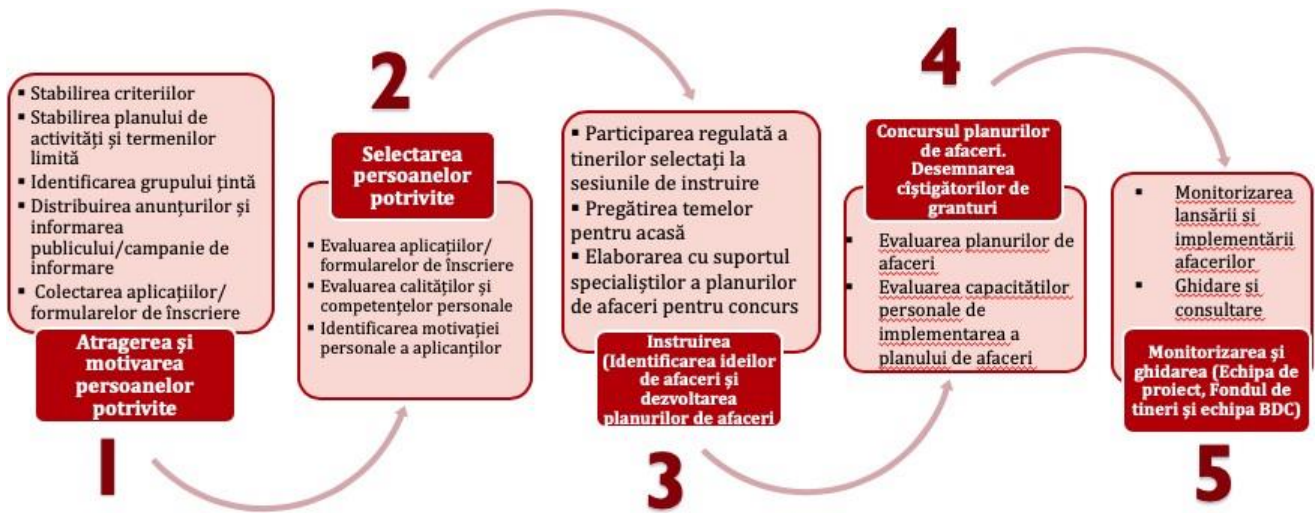 ▪ Stabilirea criteriilor
▪ Stabilirea planului de
activități și termenilor
limită
▪ Identificarea grupului țintă
▪ Distribuirea anunțurilor și
informarea
publicului/campanie de
informare
▪ Colectarea aplicațiilor/
formularelor de înscriere
Atragerea și
motivarea
persoanelor
potrivite
1
2
Selectarea
persoanelor
potrivite
▪ Evaluarea aplicațiilor/
formularelor de înscriere
▪ Evaluarea calităților și
competențelor personale
▪ Identificarea motivației
personale a aplicanților
▪ Participarea regulată a
tinerilor selectați la
sesiunile de instruire
▪ Pregătirea temelor
pentru acasă
▪ Elaborarea cu suportul
specialiștilor a planurilor
de afaceri pentru concurs
Instruirea
(Identificarea ideilor
de afaceri și
dezvoltarea
planurilor de afaceri
3
4
Concursul planurilor
de afaceri.
Desemnarea
cîștigătorilor de
granturi
▪ Evaluarea planurilor de
afaceri
▪ Evaluarea capacităților
personale de
implementarea a
planului de afaceri
▪ Monitorizarea
lansării si
implementării
afacerilor
▪ Ghidare si
consultare
Monitorizarea și
ghidarea (Echipa de
proiect, Fondul de
tineri și echipa BDC)
5